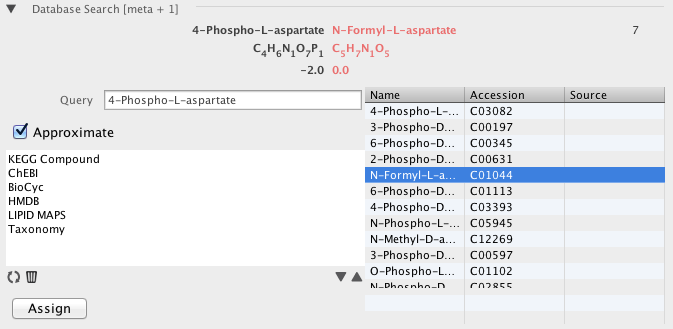 Database Search [meta + 1]
4-Phospho-L-aspartate N-Formyl-L-aspartate 7
C4H6N1O7P1 C5H7N1O5
-2.0 0.0
Query 4-Phospho-L-aspartate
Approximate
KEGG Compound
ChEBI
BioCyc
HMDB
LIPID MAPS
Taxonomy
Assign
Name Accession Source
4-Phospho-L-... C03082
3-Phospho-D... C00197
6-Phospho-D... C00345
2-Phospho-D... C00631
N-Formyl-L-a... C01044
6-Phospho-D... C01113
4-Phospho-D... C03393
N-Phospho-L-... C05945
N-Methyl-D-a... C12269
3-Phospho-D... C00597
O-Phospho-L... C01102
N-Phospho-D... C02855